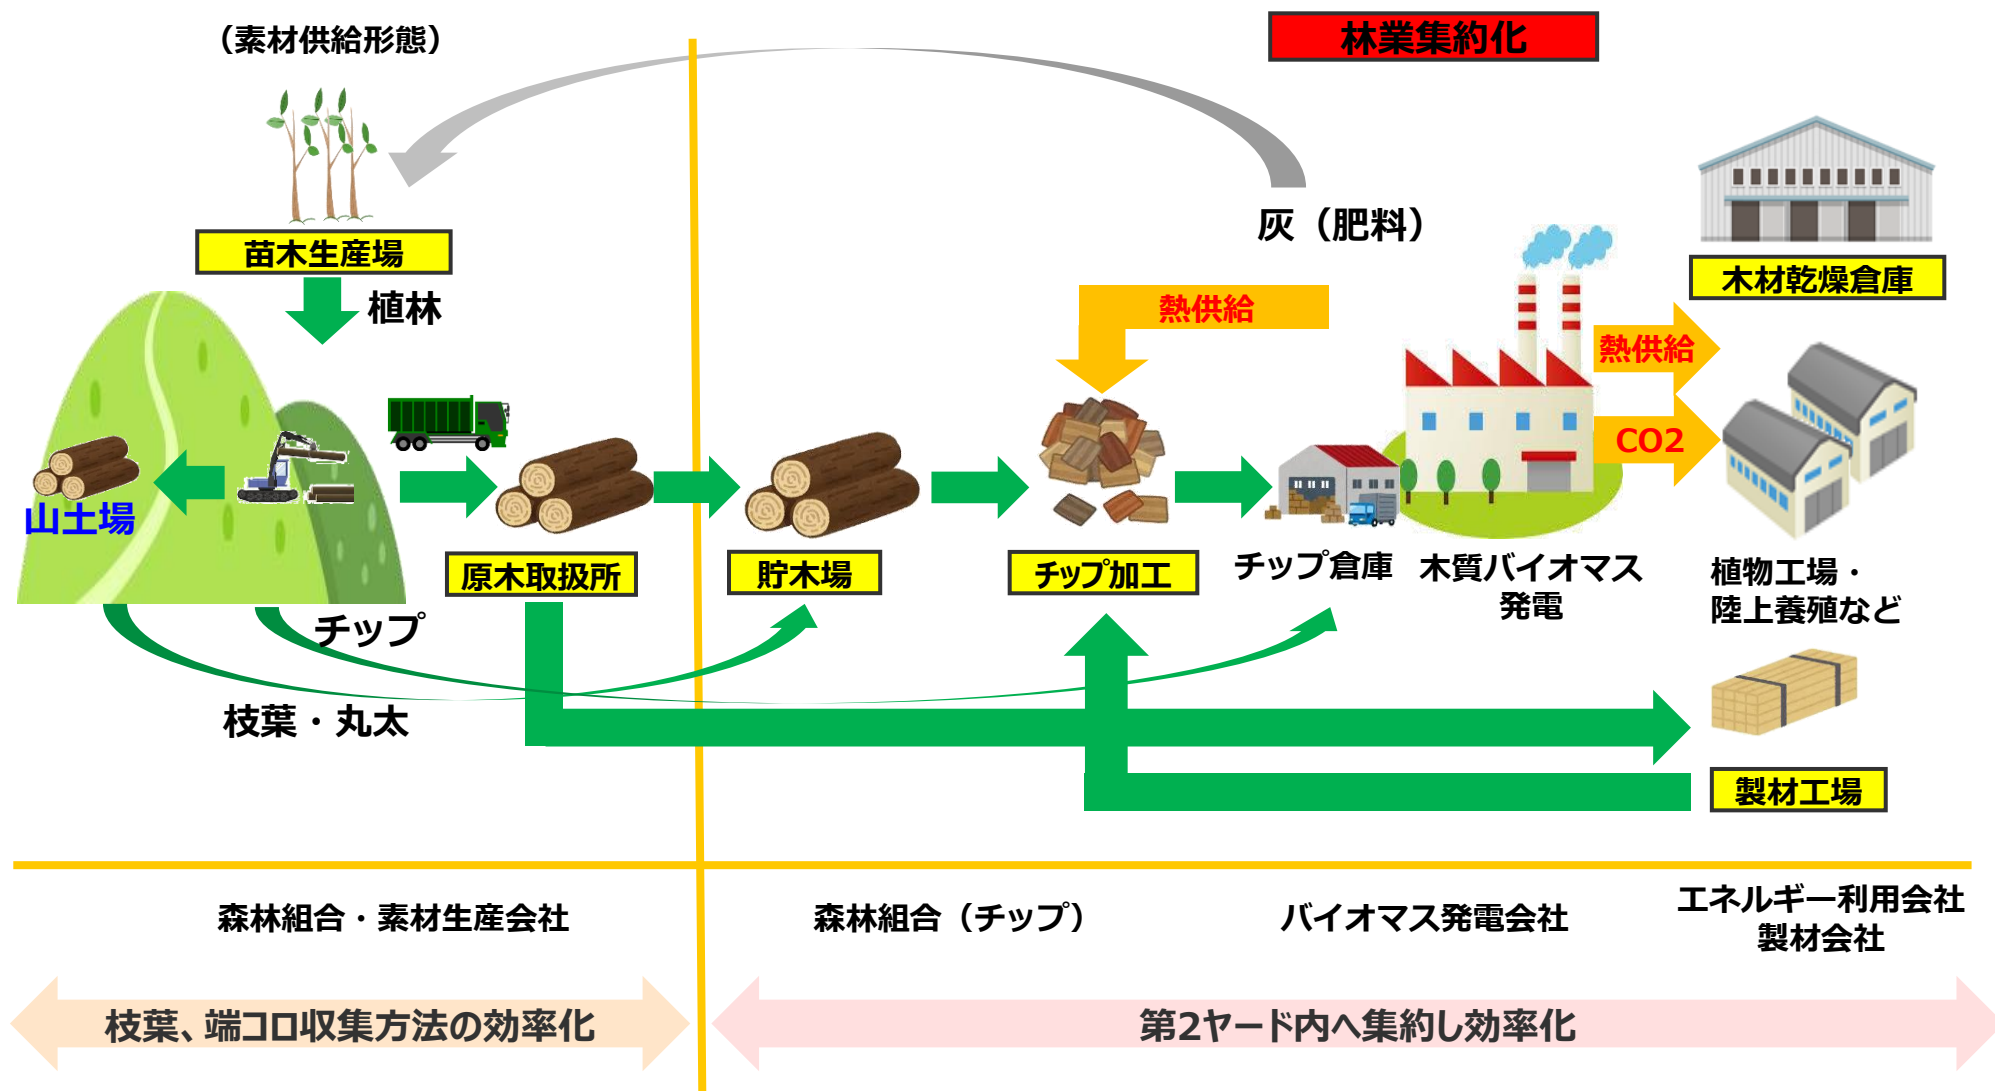 （素材供給形態）
林業集約化
灰（肥料）
苗木生産場
植林
木材乾燥倉庫
熱供給
熱供給
CO2
山土場
原木取扱所
貯木場
チップ加工
チップ倉庫
木質バイオマス
発電
植物工場・
陸上養殖など
チップ
枝葉・丸太
製材工場
森林組合・素材生産会社
森林組合（チップ）
バイオマス発電会社
エネルギー利用会社
製材会社
枝葉、端コロ収集方法の効率化
第2ヤード内へ集約し効率化